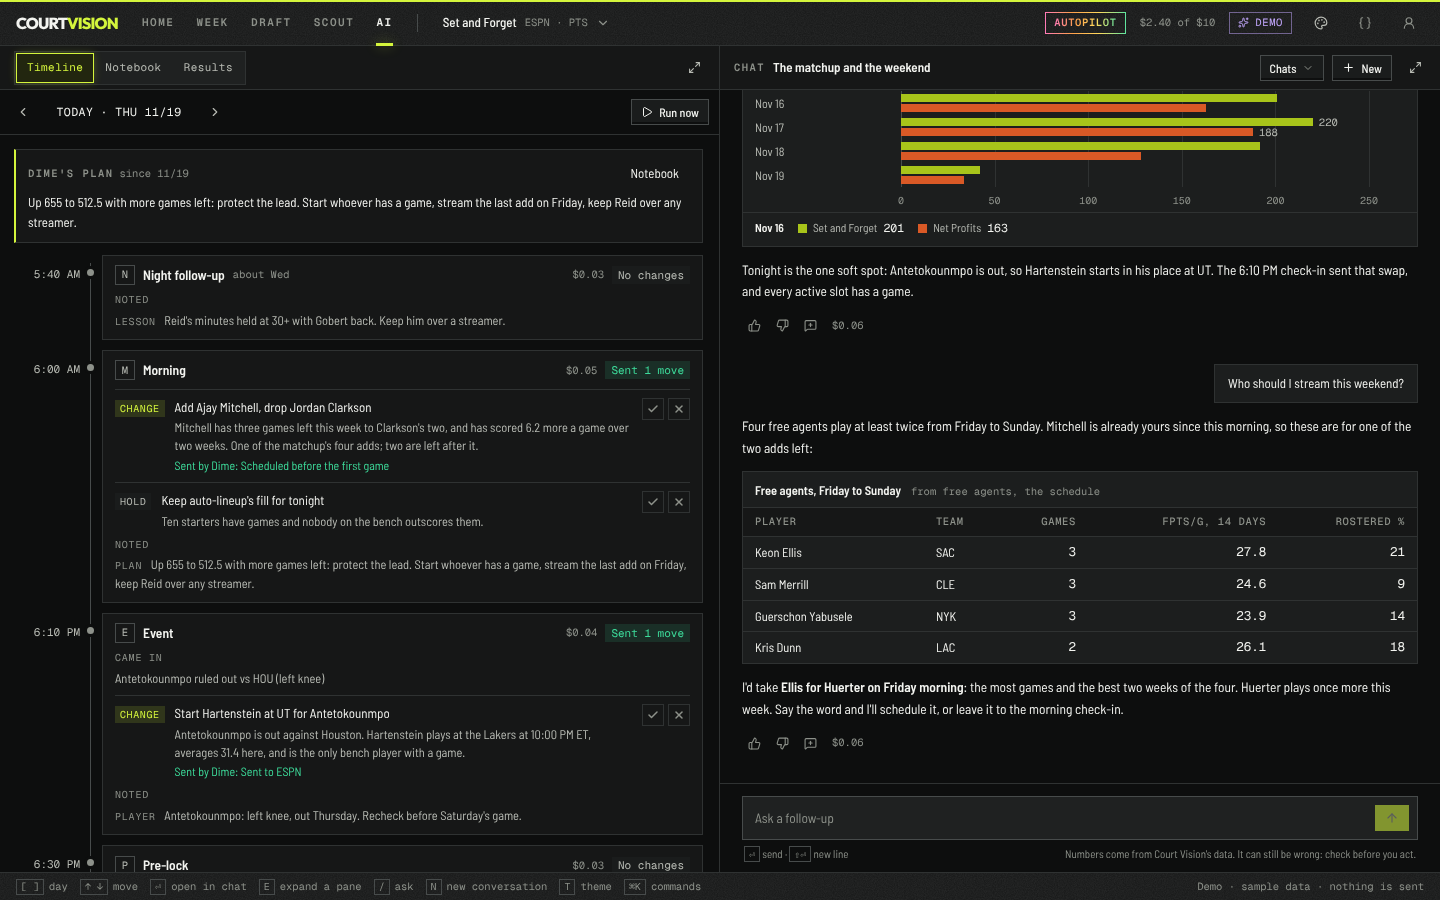 COURTVISION HOME WEEK DRAFT SCOUT AI Set and Forget ESPN · PTS AUTOPILOT $2.40 of $10 DEMO { }
Timeline Notebook Results
TODAY · THU 11/19 Run now
DIME'S PLAN since 11/19 Notebook
Up 655 to 512.5 with more games left: protect the lead. Start whoever has a game, stream the last add on Friday, keep Reid over any
streamer.
5:40 AM N Night follow-up about Wed $0.03 No changes
NOTED
LESSON Reid's minutes held at 30+ with Gobert back. Keep him over a streamer.
6:00 AM M Morning $0.05 Sent 1 move
CHANGE Add Ajay Mitchell, drop Jordan Clarkson
Mitchell has three games left this week to Clarkson's two, and has scored 6.2 more a game over
two weeks. One of the matchup's four adds; two are left after it.
Sent by Dime: Scheduled before the first game
HOLD Keep auto-lineup's fill for tonight
Ten starters have games and nobody on the bench outscores them.
NOTED
PLAN Up 655 to 512.5 with more games left: protect the lead. Start whoever has a game, stream the last add on Friday,
keep Reid over any streamer.
6:10 PM E Event $0.04 Sent 1 move
CAME IN
Antetokounmpo ruled out vs HOU (left knee)
CHANGE Start Hartenstein at UT for Antetokounmpo
Antetokounmpo is out against Houston. Hartenstein plays at the Lakers at 10:00 PM ET,
averages 31.4 here, and is the only bench player with a game.
Sent by Dime: Sent to ESPN
NOTED
PLAYER Antetokounmpo: left knee, out Thursday. Recheck before Saturday's game.
6:30 PM P Pre-lock $0.03 No changes
CHAT The matchup and the weekend Chats New
Nov 16
Nov 17 220
188
Nov 18
Nov 19
0 50 100 150 200 250
Nov 16 Set and Forget 201 Net Profits 163
Tonight is the one soft spot: Antetokounmpo is out, so Hartenstein starts in his place at UT. The 6:10 PM check-in sent that swap,
and every active slot has a game.
$0.06
Who should I stream this weekend?
Four free agents play at least twice from Friday to Sunday. Mitchell is already yours since this morning, so these are for one of the
two adds left:
Free agents, Friday to Sunday from free agents, the schedule
PLAYER TEAM GAMES FPTS/G, 14 DAYS ROSTERED %
Keon Ellis SAC 3 27.8 21
Sam Merrill CLE 3 24.6 9
Guerschon Yabusele NYK 3 23.9 14
Kris Dunn LAC 2 26.1 18
I'd take Ellis for Huerter on Friday morning: the most games and the best two weeks of the four. Huerter plays once more this
week. Say the word and I'll schedule it, or leave it to the morning check-in.
$0.06
Ask a follow-up
⏎ send · ⇧⏎ new line Numbers come from Court Vision's data. It can still be wrong: check before you act.
[ ] day ↑ ↓ move ⏎ open in chat E expand a pane / ask N new conversation T theme ⌘K commands Demo · sample data · nothing is sent